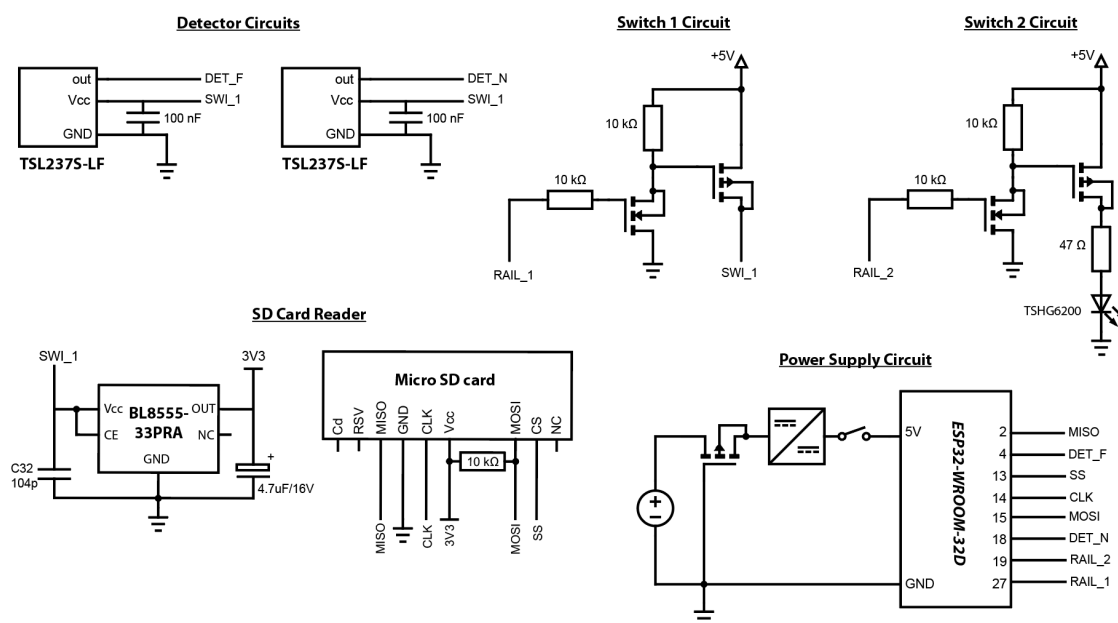 Detector Circuits
out
DET_F
Vcc
SWI_1
100 nF
GND
TSL237S-LF
out
DET_N
Vcc
SWI_1
100 nF
GND
TSL237S-LF
Switch 1 Circuit
+5V
10 kΩ
10 kΩ
RAIL_1
SWI_1
Switch 2 Circuit
+5V
10 kΩ
10 kΩ
47 Ω
RAIL_2
TSHG6200
SD Card Reader
SWI_1
3V3
Vcc
BL8555-
33PRA
OUT
CE
NC
GND
C32
104p
+
4.7uF/16V
Micro SD card
Cd
RSV
MISO
GND
CLK
Vcc
MOSI
CS
NC
10 kΩ
MISO
CLK
3V3
MOSI
SS
Power Supply Circuit
5V
GND
ESP32-WROOM-32D
2 MISO
4 DET_F
13 SS
14 CLK
15 MOSI
18 DET_N
19 RAIL_2
27 RAIL_1